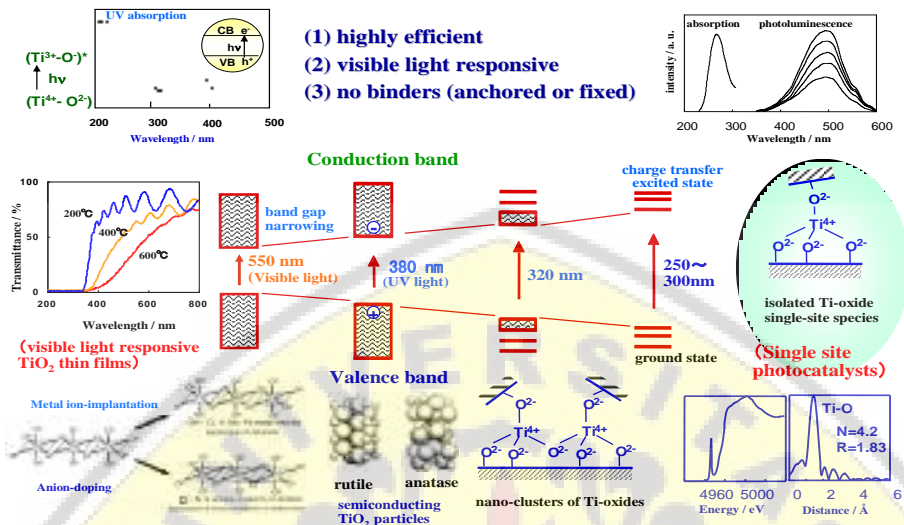 UV absorption
CB e-
hν
VB h+
(Ti3+-O-)*
hν
(Ti4+- O2-)
200 300 400 500
Wavelength / nm
(1) highly efficient
(2) visible light responsive
(3) no binders (anchored or fixed)
absorption photoluminescence
intensity / a. u.
200 300 400 500 600
Wavelength / nm
Conduction band
charge transfer
excited state
100
50
0
Transmittance / %
200℃
400℃
600℃
200 400 600 800
Wavelength / nm
band gap
narrowing
-
550 nm
(Visible light)
380 nm
(UV light)
320 nm
250～
300nm
+
ground state
O2-
Ti4+
O2- O2- O2-
isolated Ti-oxide
single-site species
(visible light responsive
TiO2 thin films)
(Single site
photocatalysts)
Valence band
Metal ion-implantation
Anion-doping
rutile
anatase
semiconducting
TiO2 particles
O2- O2-
Ti4+ Ti4+
O2- O2- O2- O2- O2-
nano-clusters of Ti-oxides
4960 5000
Energy / eV
Ti-O
N=4.2
R=1.83
0 2 4 6
Distance / Å